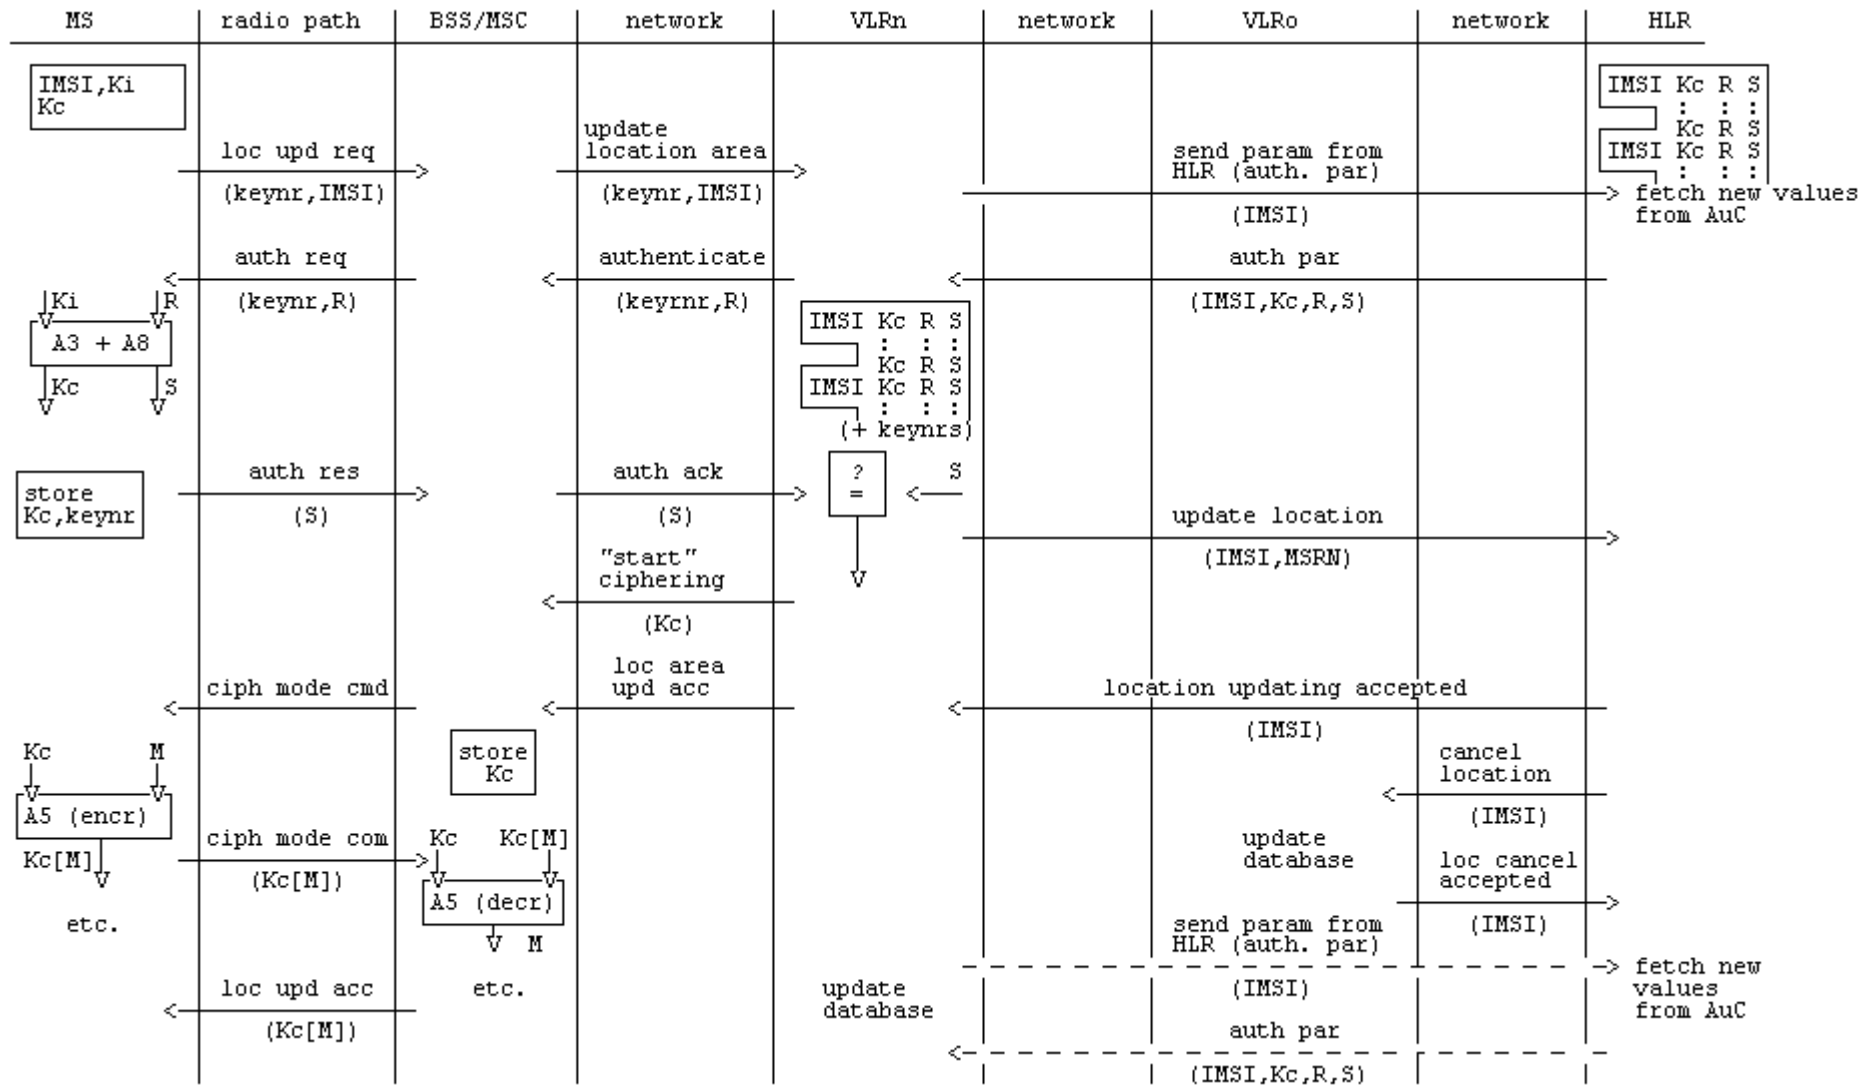 MS radio path BSS/MSC network VLRn network VLRo network HLR
IMSI,Ki
Kc
IMSI Kc R S
: : :
Kc R S
IMSI Kc R S
: : :
loc upd req
(keynr,IMSI)
update
location area
(keynr,IMSI)
send param from
HLR (auth. par)
(IMSI)
fetch new values
from AuC
auth req
(keynr,R)
authenticate
(keyrnr,R)
auth par
(IMSI,Kc,R,S)
Ki R
A3 + A8
Kc S
IMSI Kc R S
: : :
Kc R S
IMSI Kc R S
: : :
(+ keynrs)
store
Kc,keynr
auth res
(S)
auth ack
(S)
?
=
S
update location
(IMSI,MSRN)
"start"
ciphering
(Kc)
ciph mode cmd
loc area
upd acc
location updating accepted
(IMSI)
Kc M
A5 (encr)
Kc[M]
etc.
store
Kc
cancel
location
(IMSI)
ciph mode com
(Kc[M])
Kc Kc[M]
A5 (decr)
M
etc.
update
database
loc cancel
accepted
(IMSI)
send param from
HLR (auth. par)
(IMSI)
fetch new
values
from AuC
loc upd acc
(Kc[M])
update
database
auth par
(IMSI,Kc,R,S)